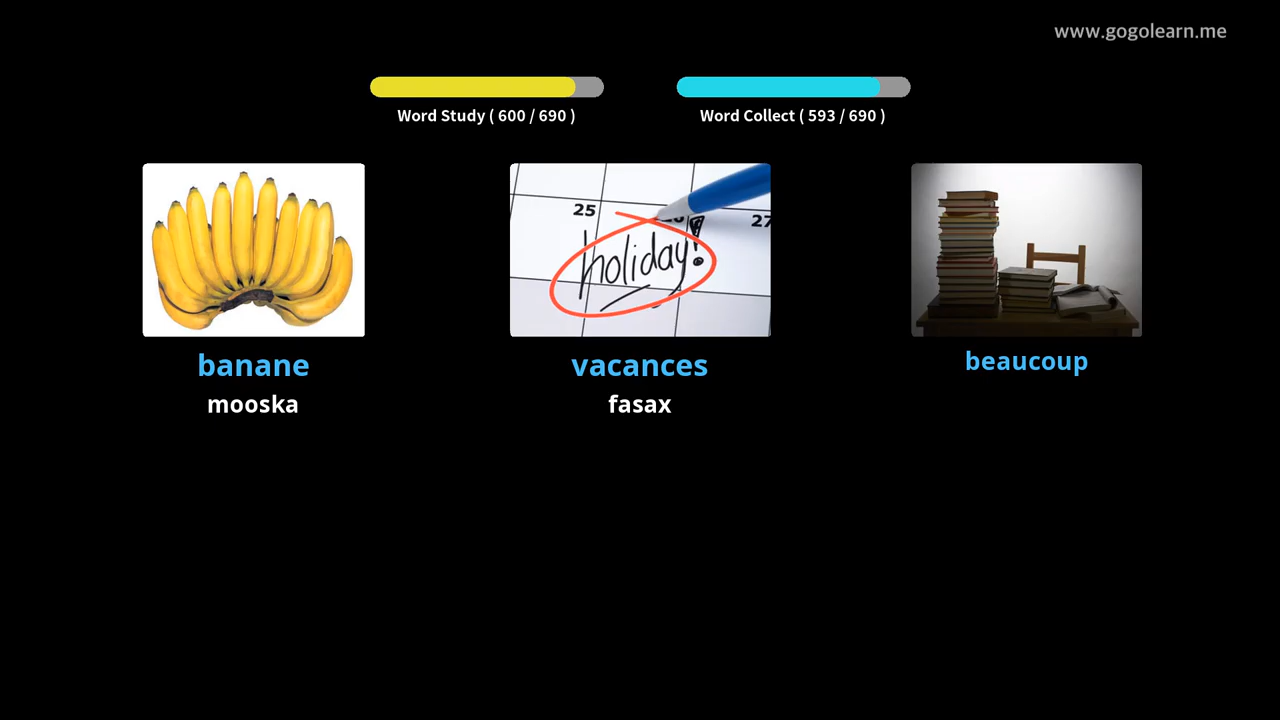 www.gogolearn.me
Word Study ( 600 / 690 )
Word Collect ( 593 / 690 )
25
27
holiday!
banane
vacances
beaucoup
mooska
fasax